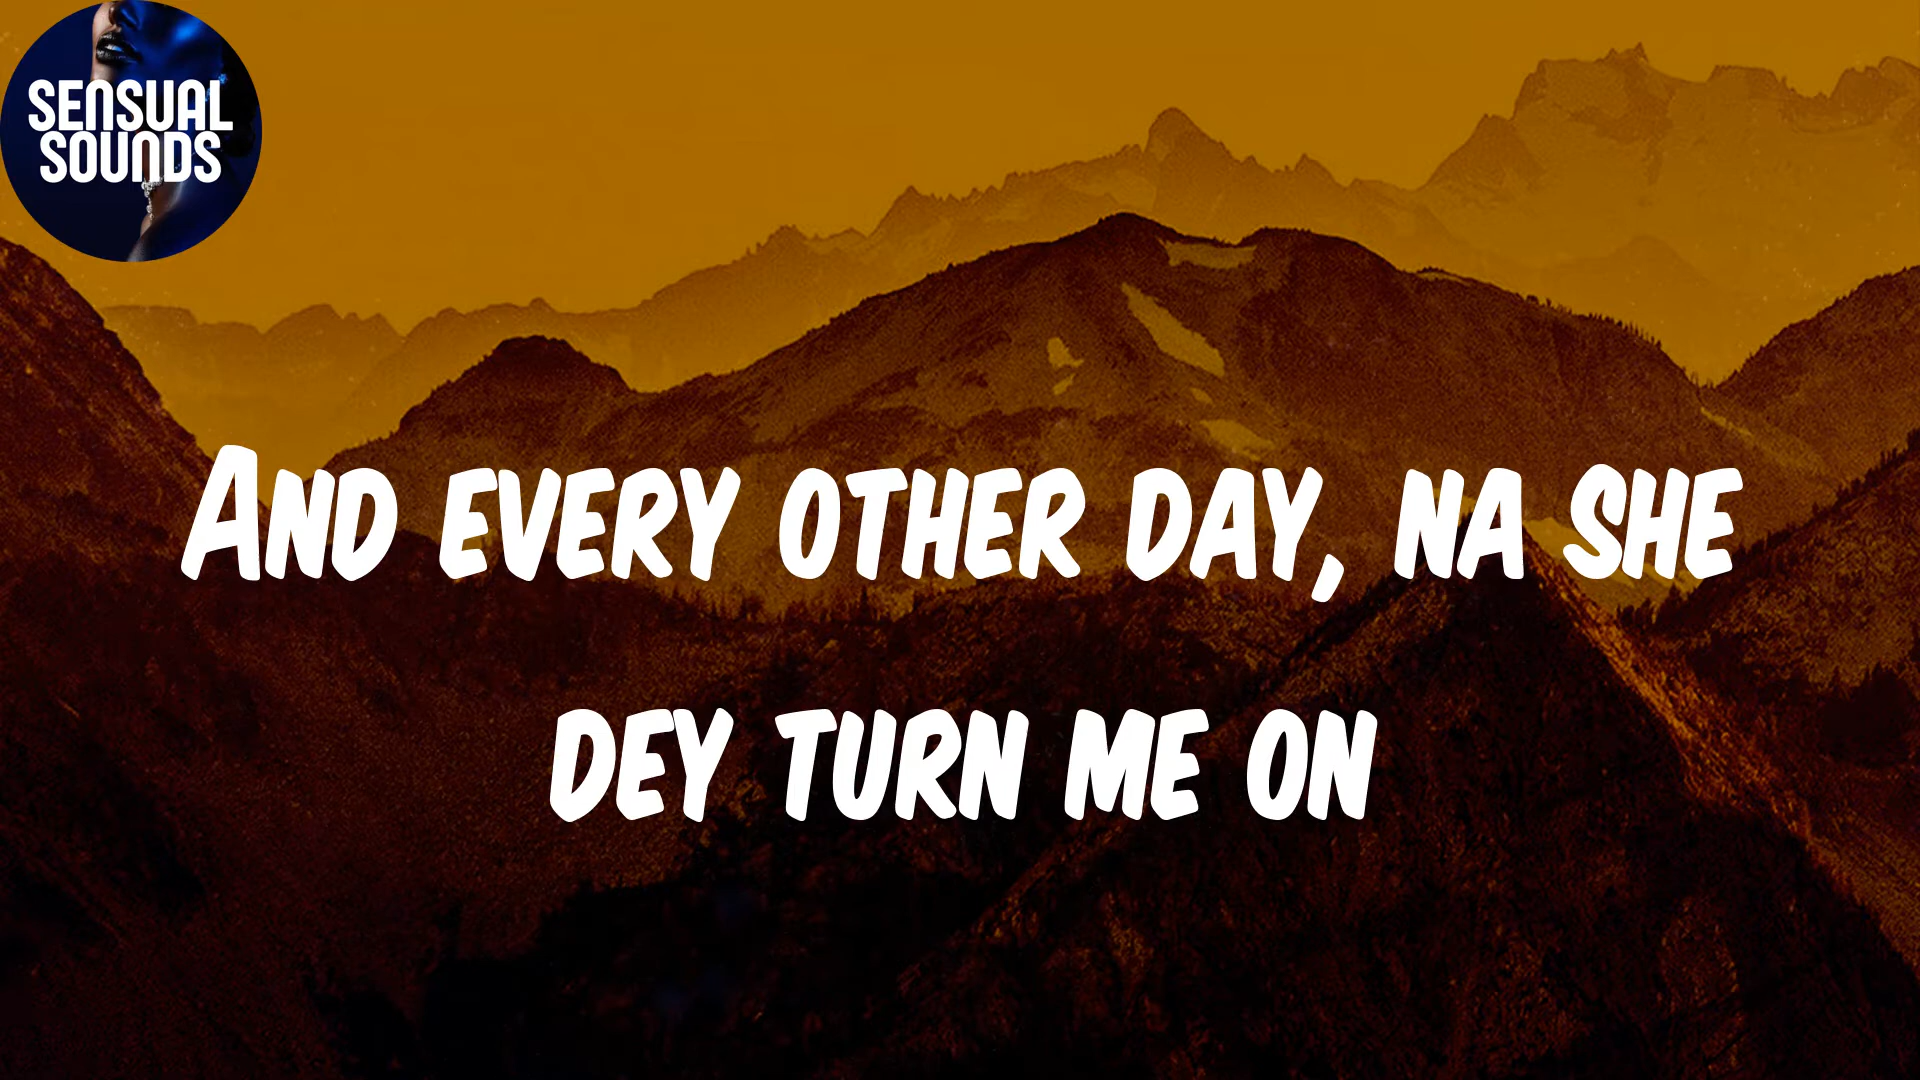 SENSUAL
SOUNDS
AND EVERY OTHER DAY, NA SHE
DEY TURN ME ON